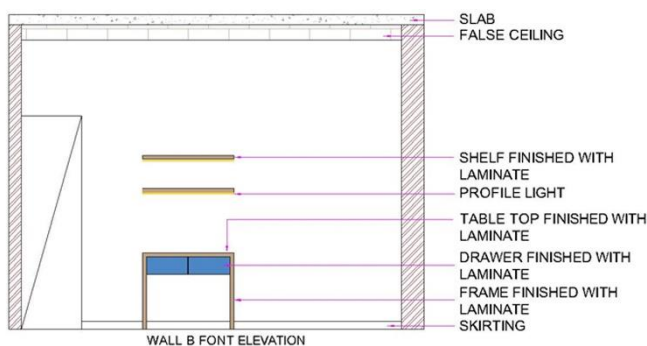 SLAB
FALSE CEILING
SHELF FINISHED WITH
LAMINATE
PROFILE LIGHT
TABLE TOP FINISHED WITH
LAMINATE
DRAWER FINISHED WITH
LAMINATE
FRAME FINISHED WITH
LAMINATE
SKIRTING
WALL B FONT ELEVATION